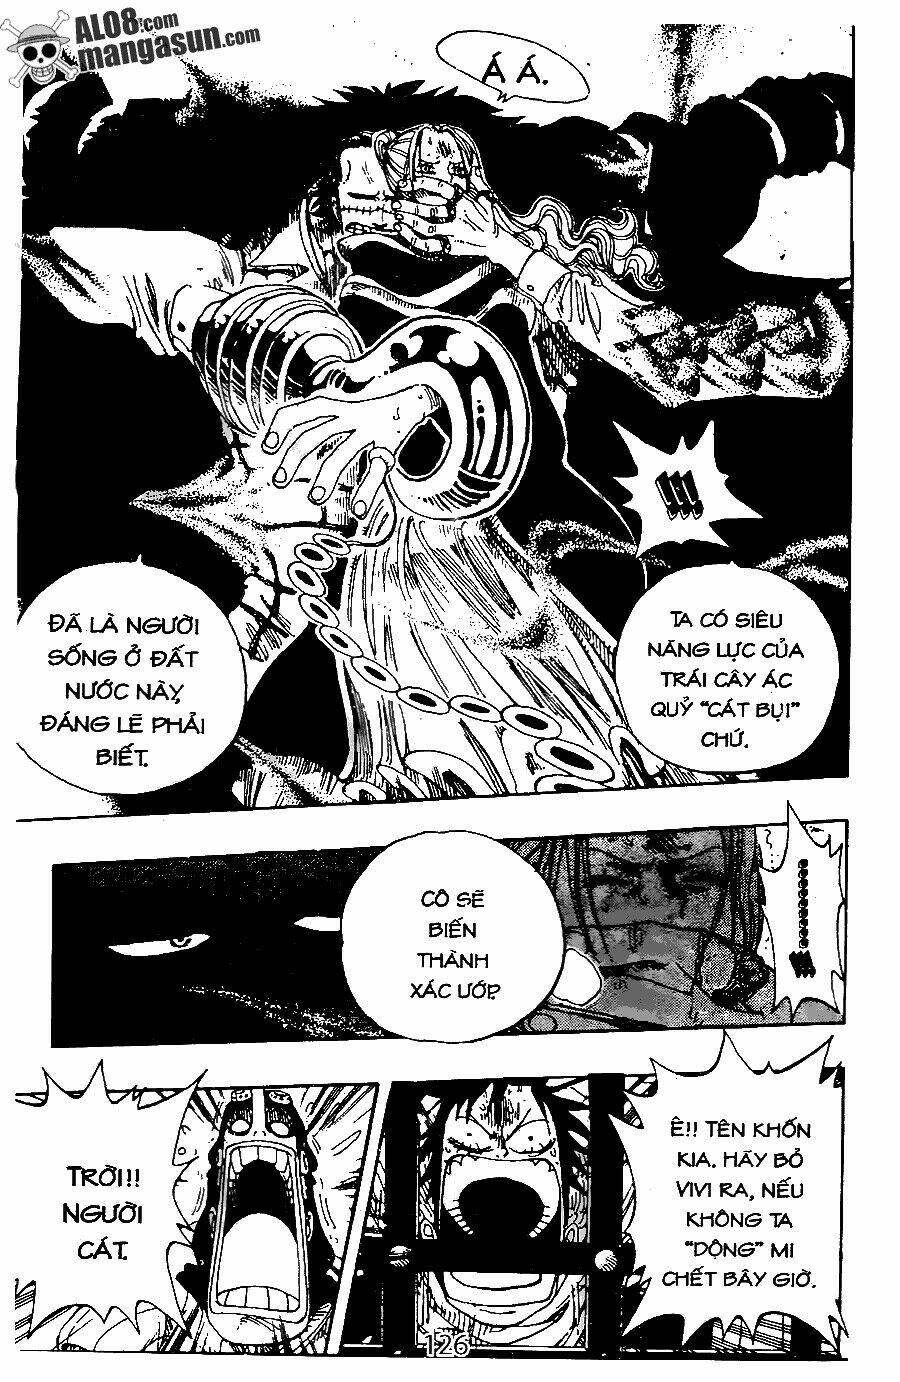 AL08.com
mangasun.com
Á Á.
!!!
TA CÓ SIÊU
NĂNG LỰC CỦA
TRÁI CÂY ÁC
QUỶ "CÁT BỤI"
CHỨ.
ĐÃ LÀ NGƯỜI
SỐNG Ở ĐẤT
NƯỚC NÀY,
ĐÁNG LẼ PHẢI
BIẾT.
CÔ SẼ
BIẾN
THÀNH
XÁC ƯỚP?
Ê!! TÊN KHỐN
KIA. HÃY BỎ
VIVI RA, NẾU
KHÔNG TA
"DỘNG" MI
CHẾT BÂY GIỜ.
TRỜI!!
NGƯỜI
CÁT.
126